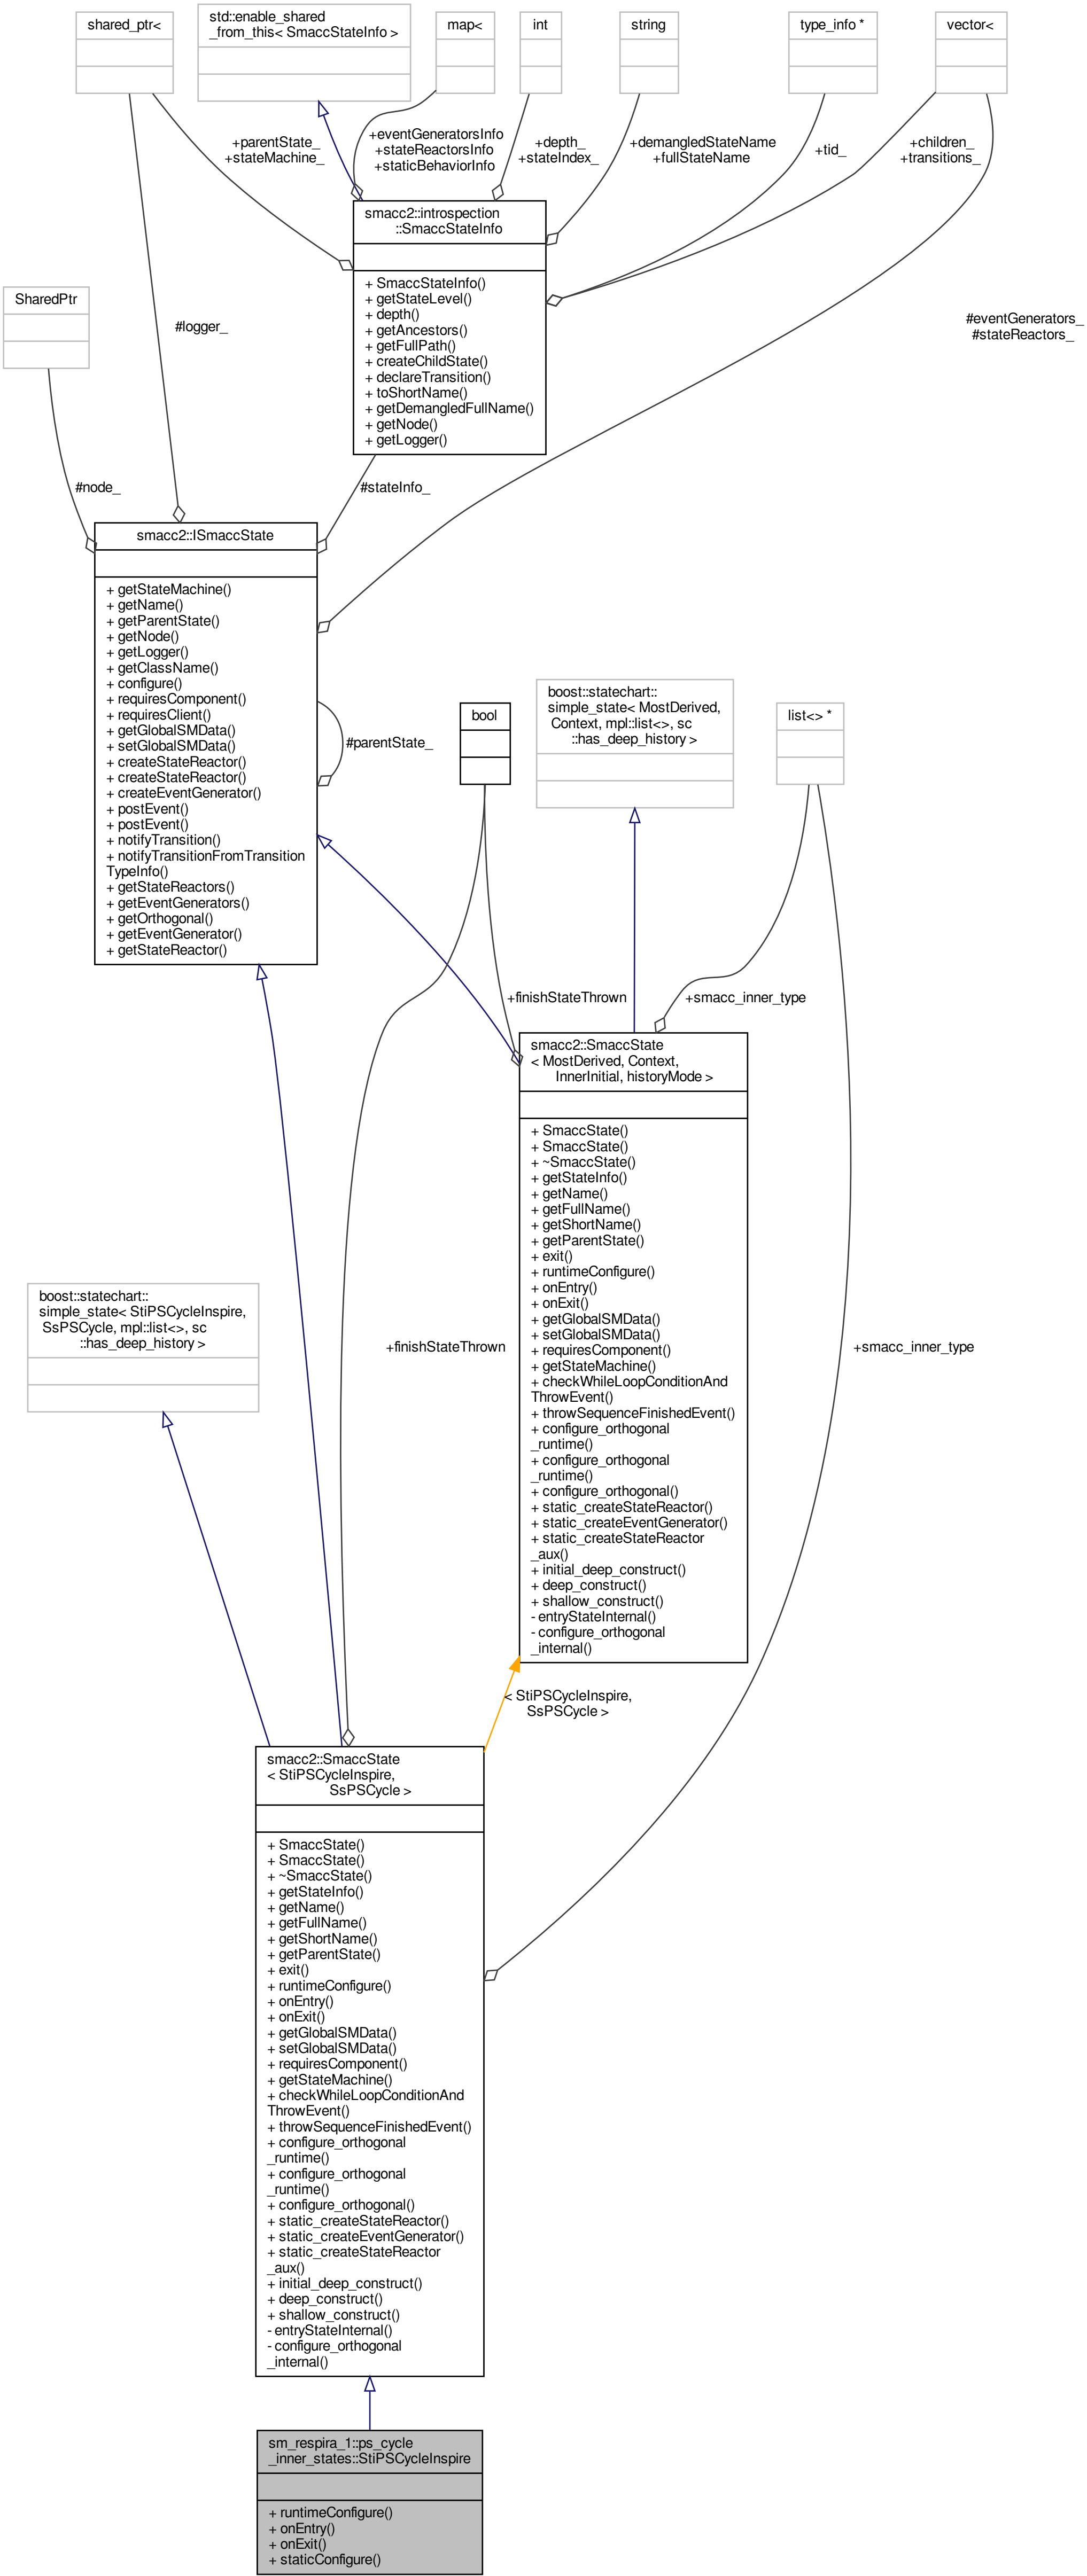 shared_ptr<
std::enable_shared
_from_this< SmaccStateInfo >
map<
int
string
type_info *
vector<
+parentState_
+stateMachine_
+eventGeneratorsInfo
+stateReactorsInfo
+staticBehaviorInfo
+depth_
+stateIndex_
+demangledStateName
+fullStateName
+tid_
+children_
+transitions_
smacc2::introspection
::SmaccStateInfo
+ SmaccStateInfo()
+ getStateLevel()
+ depth()
+ getAncestors()
+ getFullPath()
+ createChildState()
+ declareTransition()
+ toShortName()
+ getDemangledFullName()
+ getNode()
+ getLogger()
SharedPtr
#logger_
#eventGenerators_
#stateReactors_
#node_
#stateInfo_
smacc2::ISmaccState
+ getStateMachine()
+ getName()
+ getParentState()
+ getNode()
+ getLogger()
+ getClassName()
+ configure()
+ requiresComponent()
+ requiresClient()
+ getGlobalSMData()
+ setGlobalSMData()
+ createStateReactor()
+ createStateReactor()
+ createEventGenerator()
+ postEvent()
+ postEvent()
+ notifyTransition()
+ notifyTransitionFromTransition
TypeInfo()
+ getStateReactors()
+ getEventGenerators()
+ getOrthogonal()
+ getEventGenerator()
+ getStateReactor()
#parentState_
bool
boost::statechart::
simple_state< MostDerived,
Context, mpl::list<>, sc
::has_deep_history >
list<> *
+finishStateThrown
+smacc_inner_type
smacc2::SmaccState
< MostDerived, Context,
InnerInitial, historyMode >
+ SmaccState()
+ SmaccState()
+ ~SmaccState()
+ getStateInfo()
+ getName()
+ getFullName()
+ getShortName()
+ getParentState()
+ exit()
+ runtimeConfigure()
+ onEntry()
+ onExit()
+ getGlobalSMData()
+ setGlobalSMData()
+ requiresComponent()
+ getStateMachine()
+ checkWhileLoopConditionAnd
ThrowEvent()
+ throwSequenceFinishedEvent()
+ configure_orthogonal
_runtime()
+ configure_orthogonal
_runtime()
+ configure_orthogonal()
+ static_createStateReactor()
+ static_createEventGenerator()
+ static_createStateReactor
_aux()
+ initial_deep_construct()
+ deep_construct()
+ shallow_construct()
- entryStateInternal()
- configure_orthogonal
_internal()
boost::statechart::
simple_state< StiPSCycleInspire,
SsPSCycle, mpl::list<>, sc
::has_deep_history >
+finishStateThrown
+smacc_inner_type
< StiPSCycleInspire,
SsPSCycle >
smacc2::SmaccState
< StiPSCycleInspire,
SsPSCycle >
+ SmaccState()
+ SmaccState()
+ ~SmaccState()
+ getStateInfo()
+ getName()
+ getFullName()
+ getShortName()
+ getParentState()
+ exit()
+ runtimeConfigure()
+ onEntry()
+ onExit()
+ getGlobalSMData()
+ setGlobalSMData()
+ requiresComponent()
+ getStateMachine()
+ checkWhileLoopConditionAnd
ThrowEvent()
+ throwSequenceFinishedEvent()
+ configure_orthogonal
_runtime()
+ configure_orthogonal
_runtime()
+ configure_orthogonal()
+ static_createStateReactor()
+ static_createEventGenerator()
+ static_createStateReactor
_aux()
+ initial_deep_construct()
+ deep_construct()
+ shallow_construct()
- entryStateInternal()
- configure_orthogonal
_internal()
sm_respira_1::ps_cycle
_inner_states::StiPSCycleInspire
+ runtimeConfigure()
+ onEntry()
+ onExit()
+ staticConfigure()